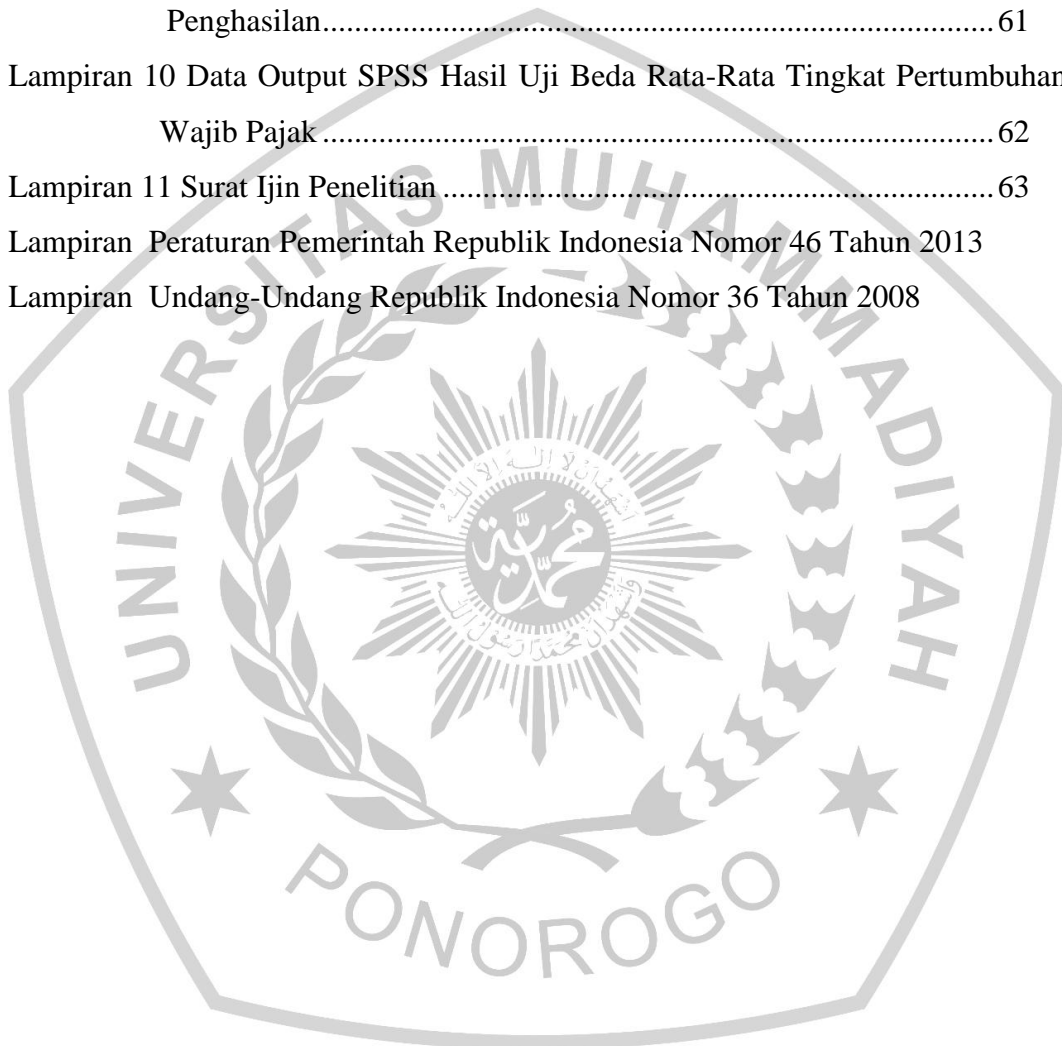 Penghasilan.....................................................................................61
Lampiran 10 Data Output SPSS Hasil Uji Beda Rata-Rata Tingkat Pertumbuhan
Wajib Pajak.....................................................................................62
Lampiran 11 Surat Ijin Penelitian.....................................................................63
Lampiran Peraturan Pemerintah Republik Indonesia Nomor 46 Tahun 2013
Lampiran Undang-Undang Republik Indonesia Nomor 36 Tahun 2008
UNIVERSITAS MUHAMMADIYAH
PONOROGO